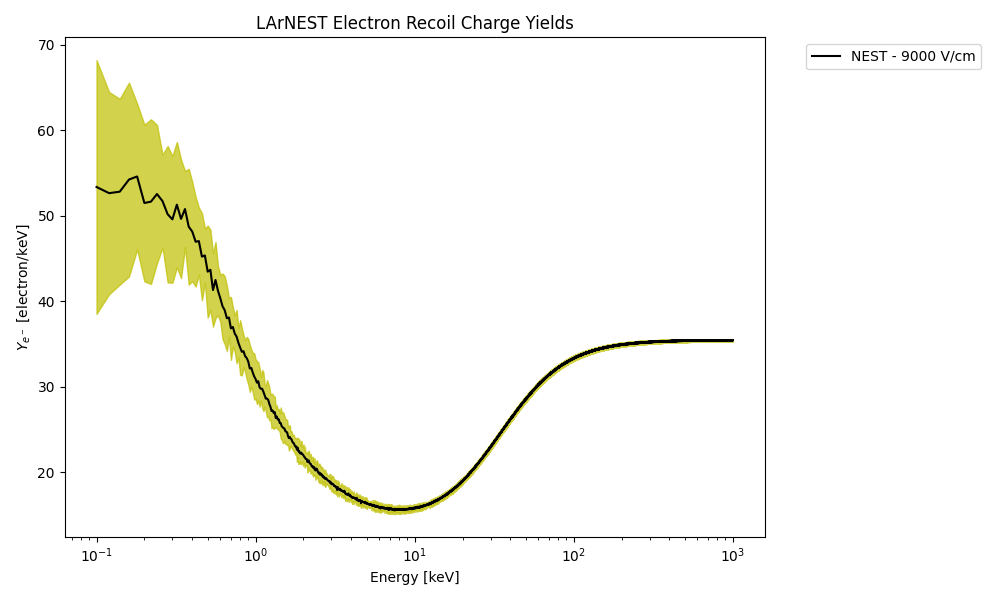 LArNEST Electron Recoil Charge Yields
NEST - 9000 V/cm
70
60
50
40
30
20
Y_{e^-} [electron/keV]
10^{-1}
10^{0}
10^{1}
10^{2}
10^{3}
Energy [keV]